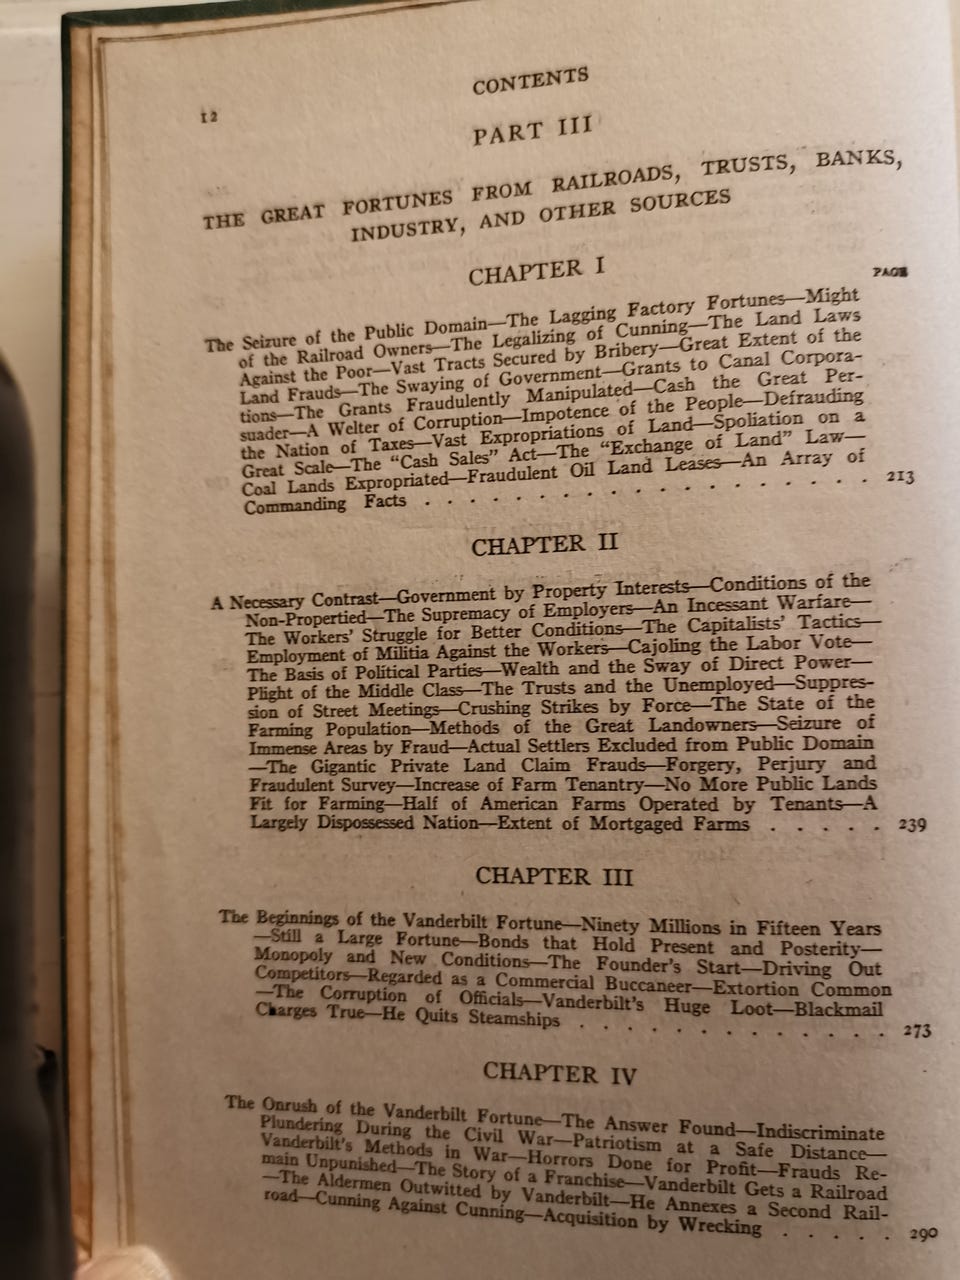 12
CONTENTS
PART III
THE GREAT FORTUNES FROM RAILROADS, TRUSTS, BANKS,
INDUSTRY, AND OTHER SOURCES
CHAPTER I
PAGE
The Seizure of the Public Domain—The Lagging Factory Fortunes—Might
of the Railroad Owners—The Legalizing of Cunning—The Land Laws
Against the Poor—Vast Tracts Secured by Bribery—Great Extent of the
Land Frauds—The Swaying of Government—Grants to Canal Corpora-
tions—The Grants Fraudulently Manipulated—Cash the Great Per-
suader—A Welter of Corruption—Impotence of the People—Defrauding
the Nation of Taxes—Vast Expropriations of Land—Spoliation on a
Great Scale—The “Cash Sales” Act—The “Exchange of Land” Law—
Coal Lands Expropriated—Fraudulent Oil Land Leases—An Array of
Commanding Facts . . . . . . . . . . . . . . . . . 213
CHAPTER II
A Necessary Contrast—Government by Property Interests—Conditions of the
Non-Propertied—The Supremacy of Employers—An Incessant Warfare—
The Workers’ Struggle for Better Conditions—The Capitalists’ Tactics—
Employment of Militia Against the Workers—Cajoling the Labor Vote—
The Basis of Political Parties—Wealth and the Sway of Direct Power—
Plight of the Middle Class—The Trusts and the Unemployed—Suppres-
sion of Street Meetings—Crushing Strikes by Force—The State of the
Farming Population—Methods of the Great Landowners—Seizure of
Immense Areas by Fraud—Actual Settlers Excluded from Public Domain
—The Gigantic Private Land Claim Frauds—Forgery, Perjury and
Fraudulent Survey—Increase of Farm Tenantry—No More Public Lands
Fit for Farming—Half of American Farms Operated by Tenants—A
Largely Dispossessed Nation—Extent of Mortgaged Farms . . . . . 239
CHAPTER III
The Beginnings of the Vanderbilt Fortune—Ninety Millions in Fifteen Years
—Still a Large Fortune—Bonds that Hold Present and Posterity—
Monopoly and New Conditions—The Founder’s Start—Driving Out
Competitors—Regarded as a Commercial Buccaneer—Extortion Common
—The Corruption of Officials—Vanderbilt’s Huge Loot—Blackmail
Charges True—He Quits Steamships . . . . . . . . . . . . 273
CHAPTER IV
The Onrush of the Vanderbilt Fortune—The Answer Found—Indiscriminate
Plundering During the Civil War—Patriotism at a Safe Distance—
Vanderbilt’s Methods in War—Horrors Done for Profit—Frauds Re-
main Unpunished—The Story of a Franchise—Vanderbilt Gets a Railroad
—The Aldermen Outwitted by Vanderbilt—He Annexes a Second Rail-
road—Cunning Against Cunning—Acquisition by Wrecking . . . . . 290